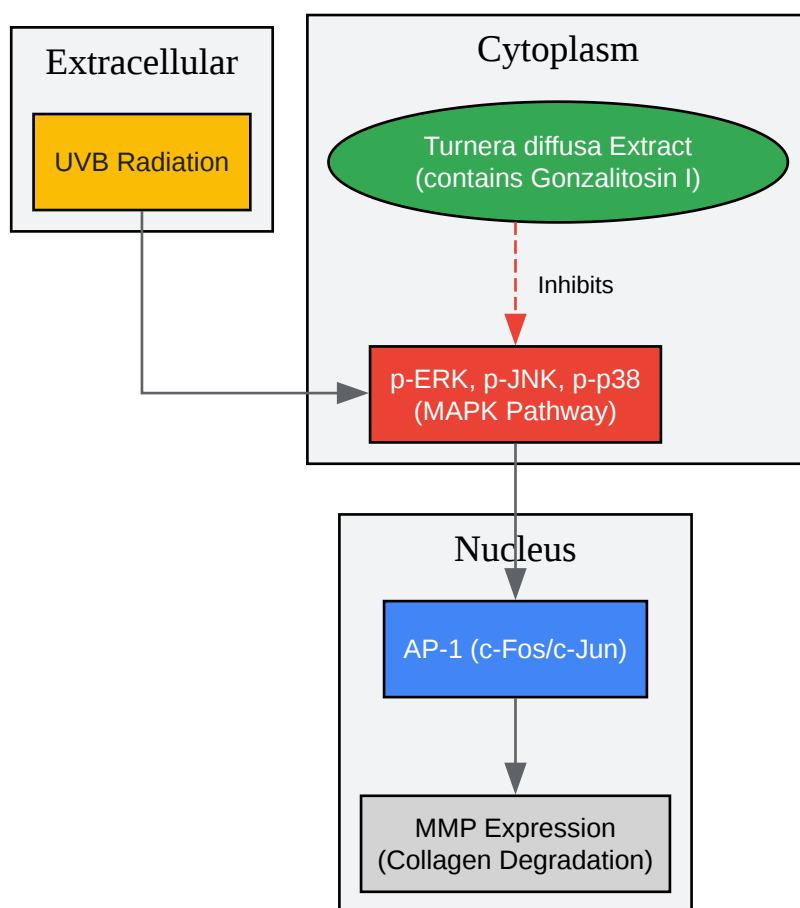 Extracellular
UVB Radiation
Cytoplasm
Turnera diffusa Extract
(contains Gonzalitosin I)
Inhibits
p-ERK, p-JNK, p-p38
(MAPK Pathway)
Nucleus
AP-1 (c-Fos/c-Jun)
MMP Expression
(Collagen Degradation)